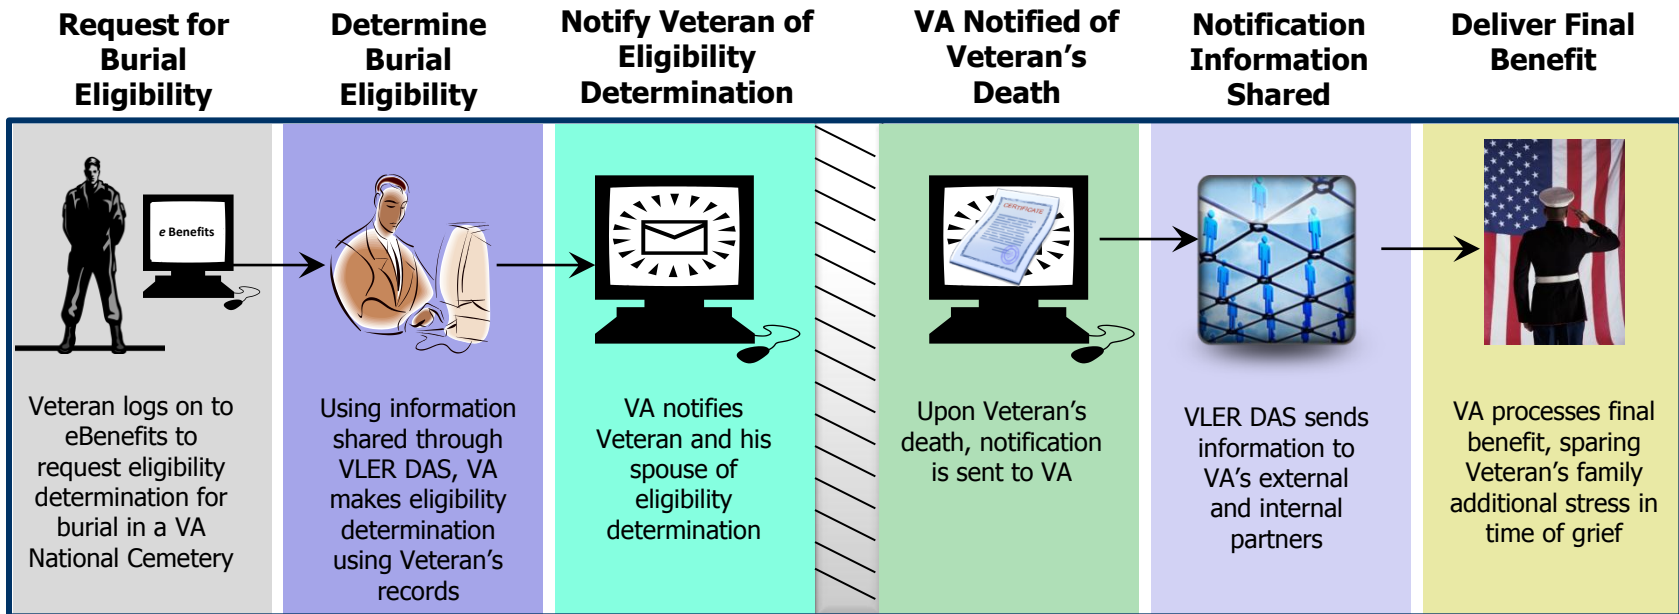 Request for
Burial
Eligibility
Determine
Burial
Eligibility
Notify Veteran of
Eligibility
Determination
VA Notified of
Veteran's
Death
Notification
Information
Shared
Deliver Final
Benefit
e Benefits
CERTIFICATE
Veteran logs on to
eBenefits to
request eligibility
determination for
burial in a VA
National Cemetery
Using information
shared through
VLER DAS, VA
makes eligibility
determination
using Veteran's
records
VA notifies
Veteran and his
spouse of
eligibility
determination
Upon Veteran's
death, notification
is sent to VA
VLER DAS sends
information to
VA's external
and internal
partners
VA processes final
benefit, sparing
Veteran's family
additional stress in
time of grief